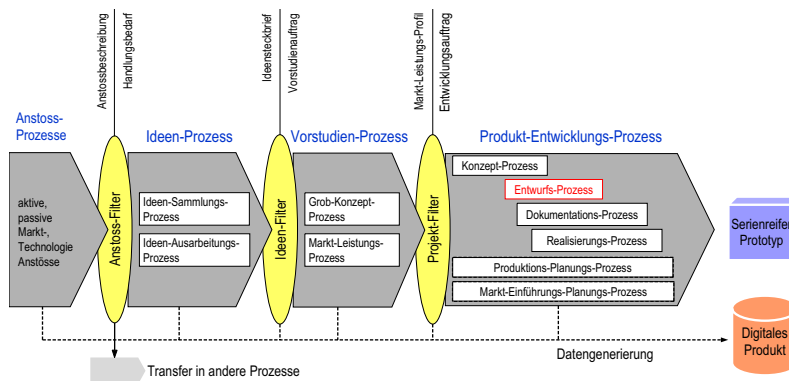 Anstossbeschreibung
Handlungsbedarf
Ideensteckbrief
Vorstudienauftrag
Markt-Leistungs-Profil
Entwicklungsauftrag
Anstoss-
Prozesse
Ideen-Prozess
Vorstudien-Prozess
Produkt-Entwicklungs-Prozess
aktive,
passive
Markt-,
Technologie
Anstösse
Anstoss-Filter
Ideen-Sammlungs-
Prozess
Ideen-Ausarbeitungs-
Prozess
Ideen-Filter
Grob-Konzept-
Prozess
Markt-Leistungs-
Prozess
Projekt-Filter
Konzept-Prozess
Entwurfs-Prozess
Dokumentations-Prozess
Realisierungs-Prozess
Produktions-Planungs-Prozess
Markt-Einführungs-Planungs-Prozess
Serienreifer
Prototyp
Digitales
Produkt
Datengenerierung
Transfer in andere Prozesse